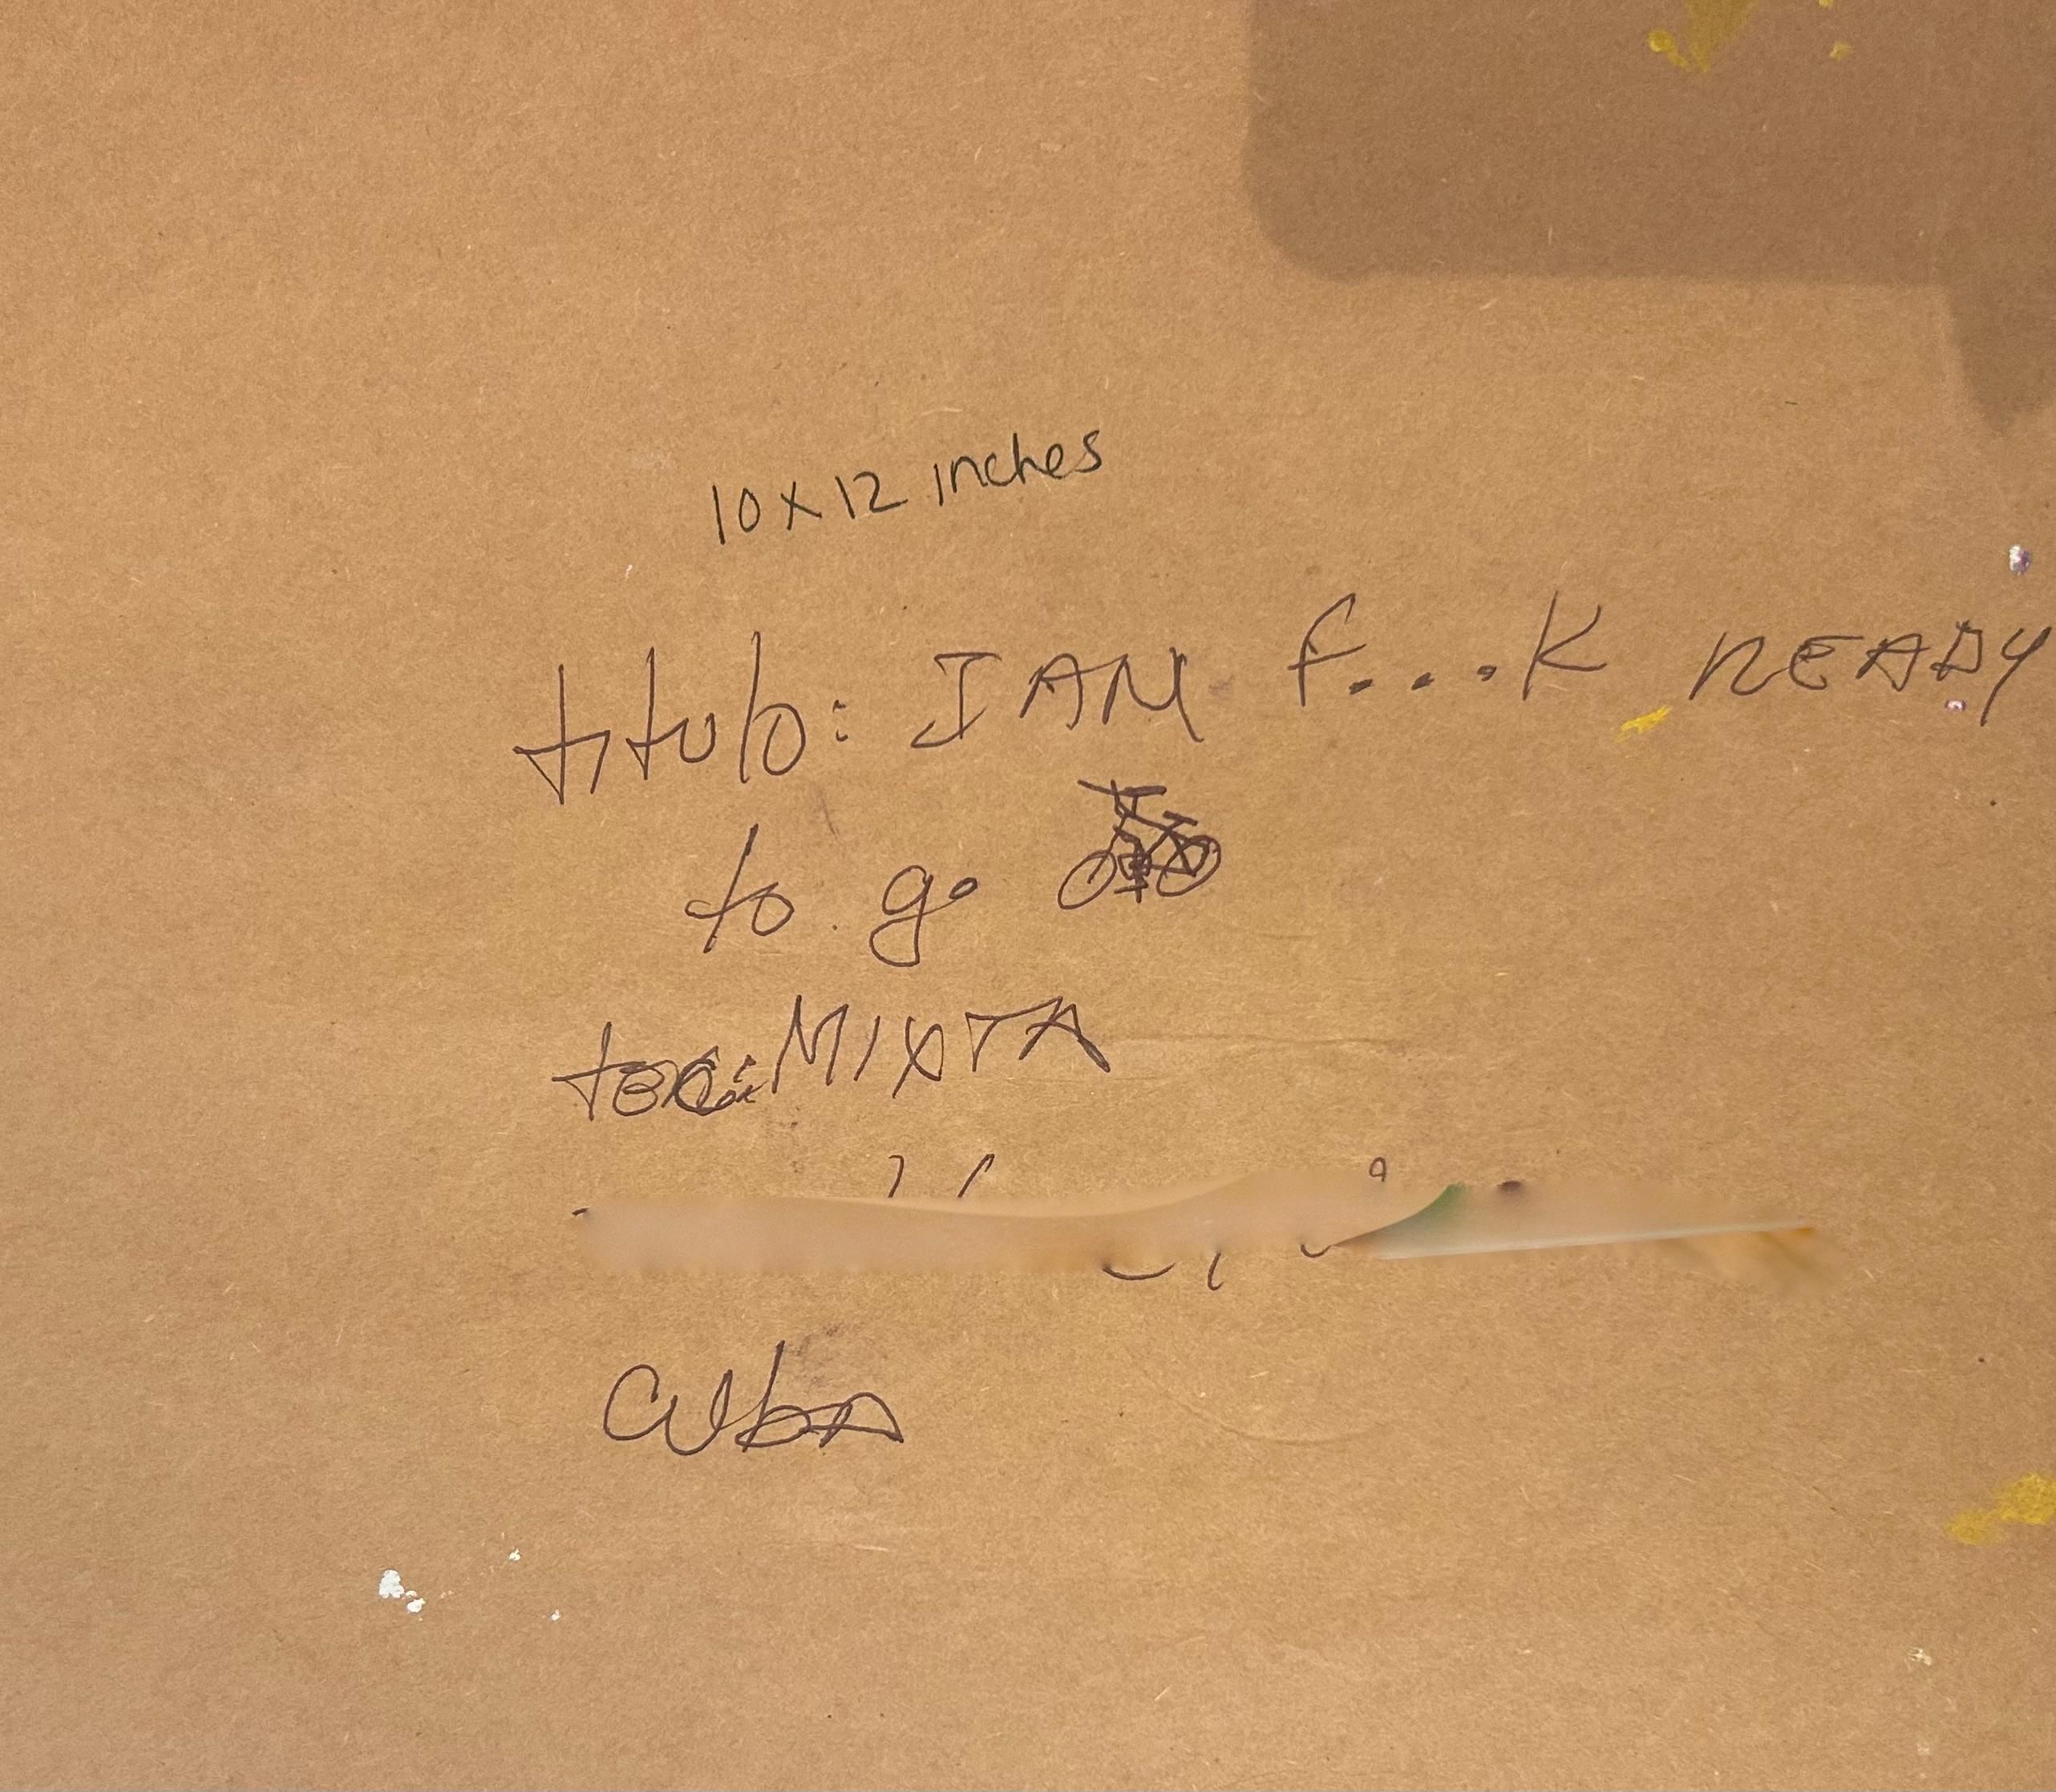 10 x 12 inches
titulo: I AM f....K READY
to go
tec: MIXTA
Cuba